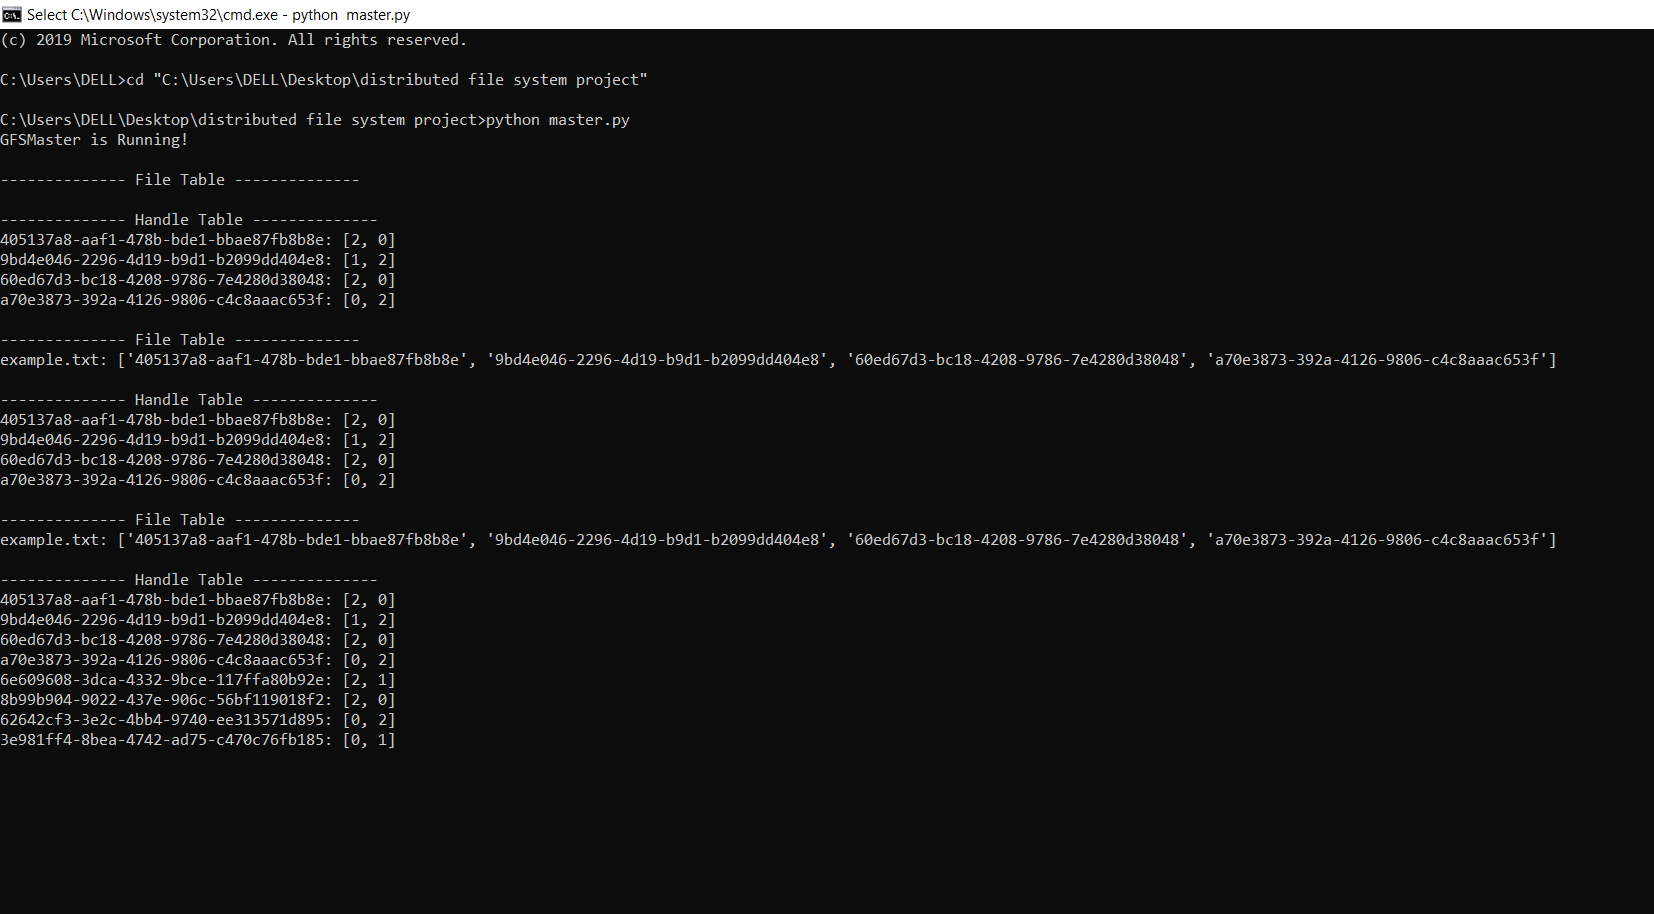 Select C:\Windows\system32\cmd.exe - python  master.py
(c) 2019 Microsoft Corporation. All rights reserved.
C:\Users\DELL>cd "C:\Users\DELL\Desktop\distributed file system project"
C:\Users\DELL\Desktop\distributed file system project>python master.py
GFSMaster is Running!
-------------- File Table --------------
-------------- Handle Table --------------
405137a8-aaf1-478b-bde1-bbae87fb8b8e: [2, 0]
9bd4e046-2296-4d19-b9d1-b2099dd404e8: [1, 2]
60ed67d3-bc18-4208-9786-7e4280d38048: [2, 0]
a70e3873-392a-4126-9806-c4c8aaac653f: [0, 2]
-------------- File Table --------------
example.txt: ['405137a8-aaf1-478b-bde1-bbae87fb8b8e', '9bd4e046-2296-4d19-b9d1-b2099dd404e8', '60ed67d3-bc18-4208-9786-7e4280d38048', 'a70e3873-392a-4126-9806-c4c8aaac653f']
-------------- Handle Table --------------
405137a8-aaf1-478b-bde1-bbae87fb8b8e: [2, 0]
9bd4e046-2296-4d19-b9d1-b2099dd404e8: [1, 2]
60ed67d3-bc18-4208-9786-7e4280d38048: [2, 0]
a70e3873-392a-4126-9806-c4c8aaac653f: [0, 2]
-------------- File Table --------------
example.txt: ['405137a8-aaf1-478b-bde1-bbae87fb8b8e', '9bd4e046-2296-4d19-b9d1-b2099dd404e8', '60ed67d3-bc18-4208-9786-7e4280d38048', 'a70e3873-392a-4126-9806-c4c8aaac653f']
-------------- Handle Table --------------
405137a8-aaf1-478b-bde1-bbae87fb8b8e: [2, 0]
9bd4e046-2296-4d19-b9d1-b2099dd404e8: [1, 2]
60ed67d3-bc18-4208-9786-7e4280d38048: [2, 0]
a70e3873-392a-4126-9806-c4c8aaac653f: [0, 2]
6e609608-3dca-4332-9bce-117ffa80b92e: [2, 1]
8b99b904-9022-437e-906c-56bf119018f2: [2, 0]
62642cf3-3e2c-4bb4-9740-ee313571d895: [0, 2]
3e981ff4-8bea-4742-ad75-c470c76fb185: [0, 1]